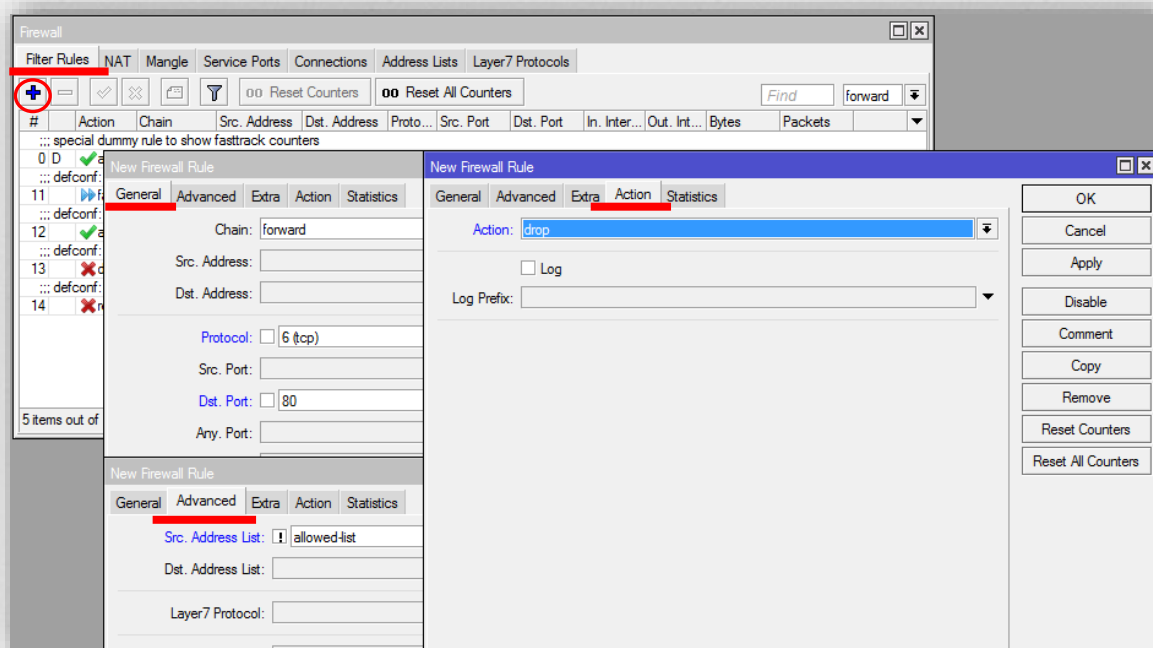 Firewall
Filter Rules NAT Mangle Service Ports Connections Address Lists Layer7 Protocols
00 Reset Counters 00 Reset All Counters Find forward
# Action Chain Src. Address Dst. Address Proto... Src. Port Dst. Port In. Inter... Out. Int... Bytes Packets
;;; special dummy rule to show fasttrack counters
0 D
;;; defconf:
11
;;; defconf:
12
;;; defconf:
13
;;; defconf:
14
5 items out of
New Firewall Rule
General Advanced Extra Action Statistics
Chain: forward
Src. Address:
Dst. Address:
Protocol: 6 (tcp)
Src. Port:
Dst. Port: 80
Any. Port:
New Firewall Rule
General Advanced Extra Action Statistics
Src. Address List: ! allowed-list
Dst. Address List:
Layer7 Protocol:
New Firewall Rule
General Advanced Extra Action Statistics
Action: drop
Log
Log Prefix:
OK
Cancel
Apply
Disable
Comment
Copy
Remove
Reset Counters
Reset All Counters